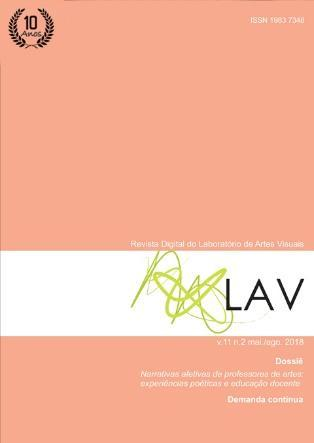 10
Anos
ISSN 1983 7348
Revista Digital do Laboratório de Artes Visuais
LAV
v.11 n.2 mai./ago. 2018
Dossiê
Narrativas afetivas de professores de artes:
experiências poéticas e educação docente
Demanda contínua